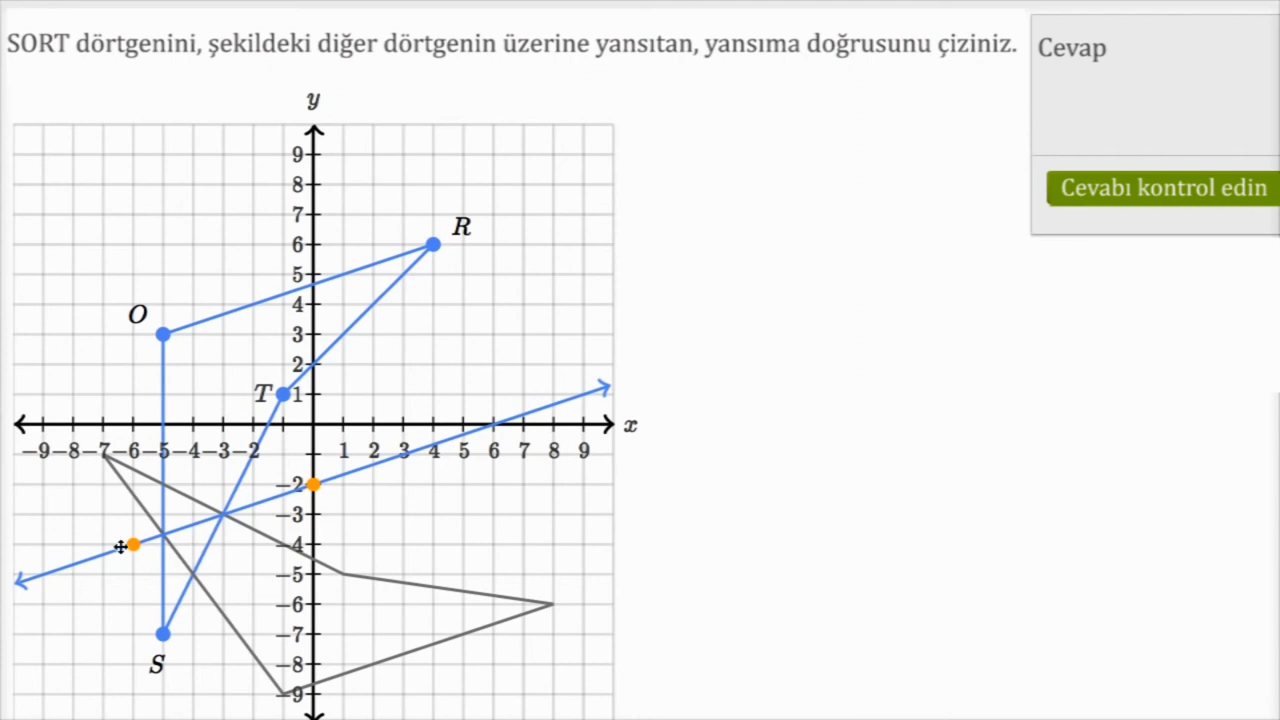 SORT dörtgenini, şekildeki diğer dörtgenin üzerine yansıtan, yansıma doğrusunu çiziniz.
Cevap
Cevabı kontrol edin
y
9
8
7
R
6
5
O
4
3
2
T
1
x
−9 −8 −7 −6 −5 −4 −3 −2 1 2 3 4 5 6 7 8 9
−2
−3
−4
−5
−6
−7
S
−8
−9